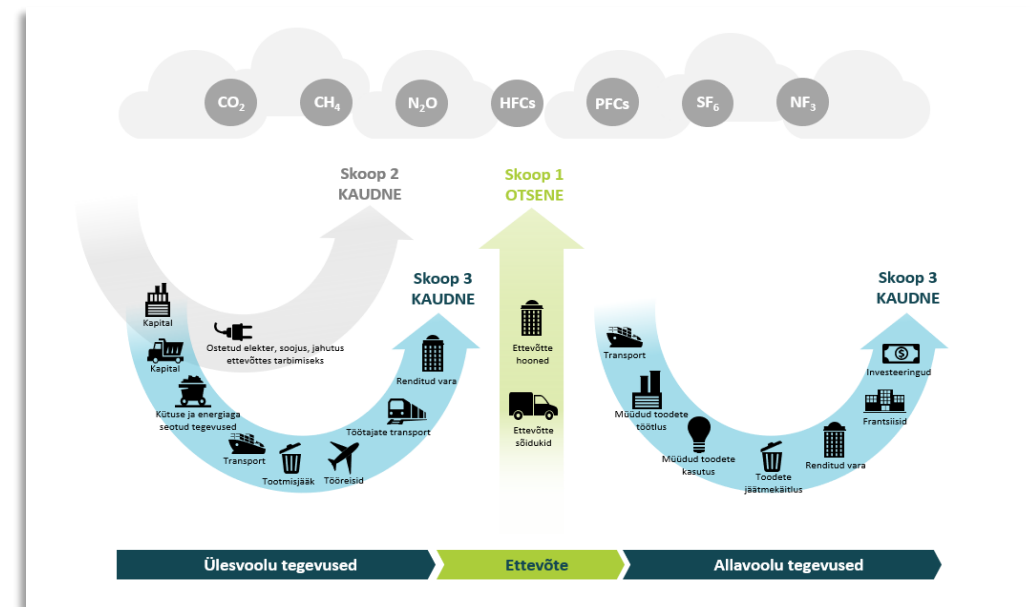 CO₂ CH₄ N₂O HFCs PFCs SF₆ NF₃
Skoop 2
KAUDNE
Skoop 1
OTSENE
Skoop 3
KAUDNE
Skoop 3
KAUDNE
Kapital
Ostetud elekter, soojus, jahutus
ettevõttes tarbimiseks
Kapital
Kütuse ja energiaga
seotud tegevused
Transport
Tootmisjääk
Tööreisid
Töötajate transport
Renditud vara
Ettevõtte
hooned
Ettevõtte
sõidukid
Transport
Müüdud toodete
töötlus
Müüdud toodete
kasutus
Toodete
jäätmekäitlus
Renditud vara
Frantsiisid
Investeeringud
Ülesvoolu tegevused
Ettevõte
Allavoolu tegevused